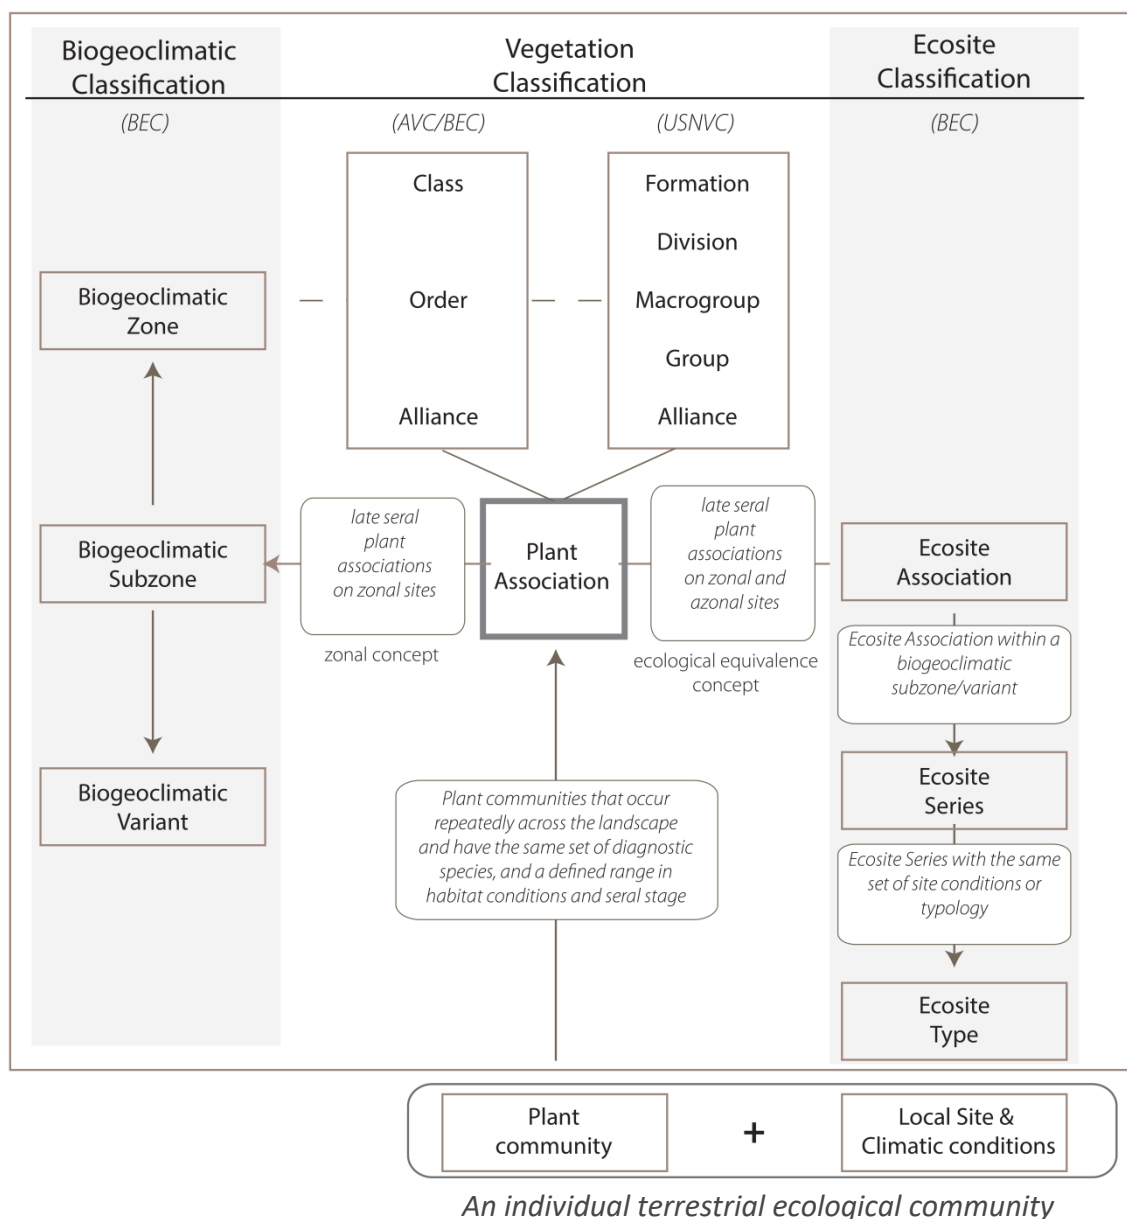 Biogeoclimatic
Classification
Vegetation
Classification
Ecosite
Classification
(BEC)
(AVC/BEC)
(USNVC)
(BEC)
Class
Order
Alliance
Formation
Division
Macrogroup
Group
Alliance
Biogeoclimatic
Zone
Biogeoclimatic
Subzone
Biogeoclimatic
Variant
late seral
plant
associations
on zonal sites
zonal concept
Plant
Association
late seral
plant
associations
on zonal and
azonal sites
ecological equivalence
concept
Plant communities that occur
repeatedly across the landscape
and have the same set of diagnostic
species, and a defined range in
habitat conditions and seral stage
Ecosite
Association
Ecosite Association within a
biogeoclimatic
subzone/variant
Ecosite
Series
Ecosite Series with the same
set of site conditions or
typology
Ecosite
Type
Plant
community
+
Local Site &
Climatic conditions
An individual terrestrial ecological community